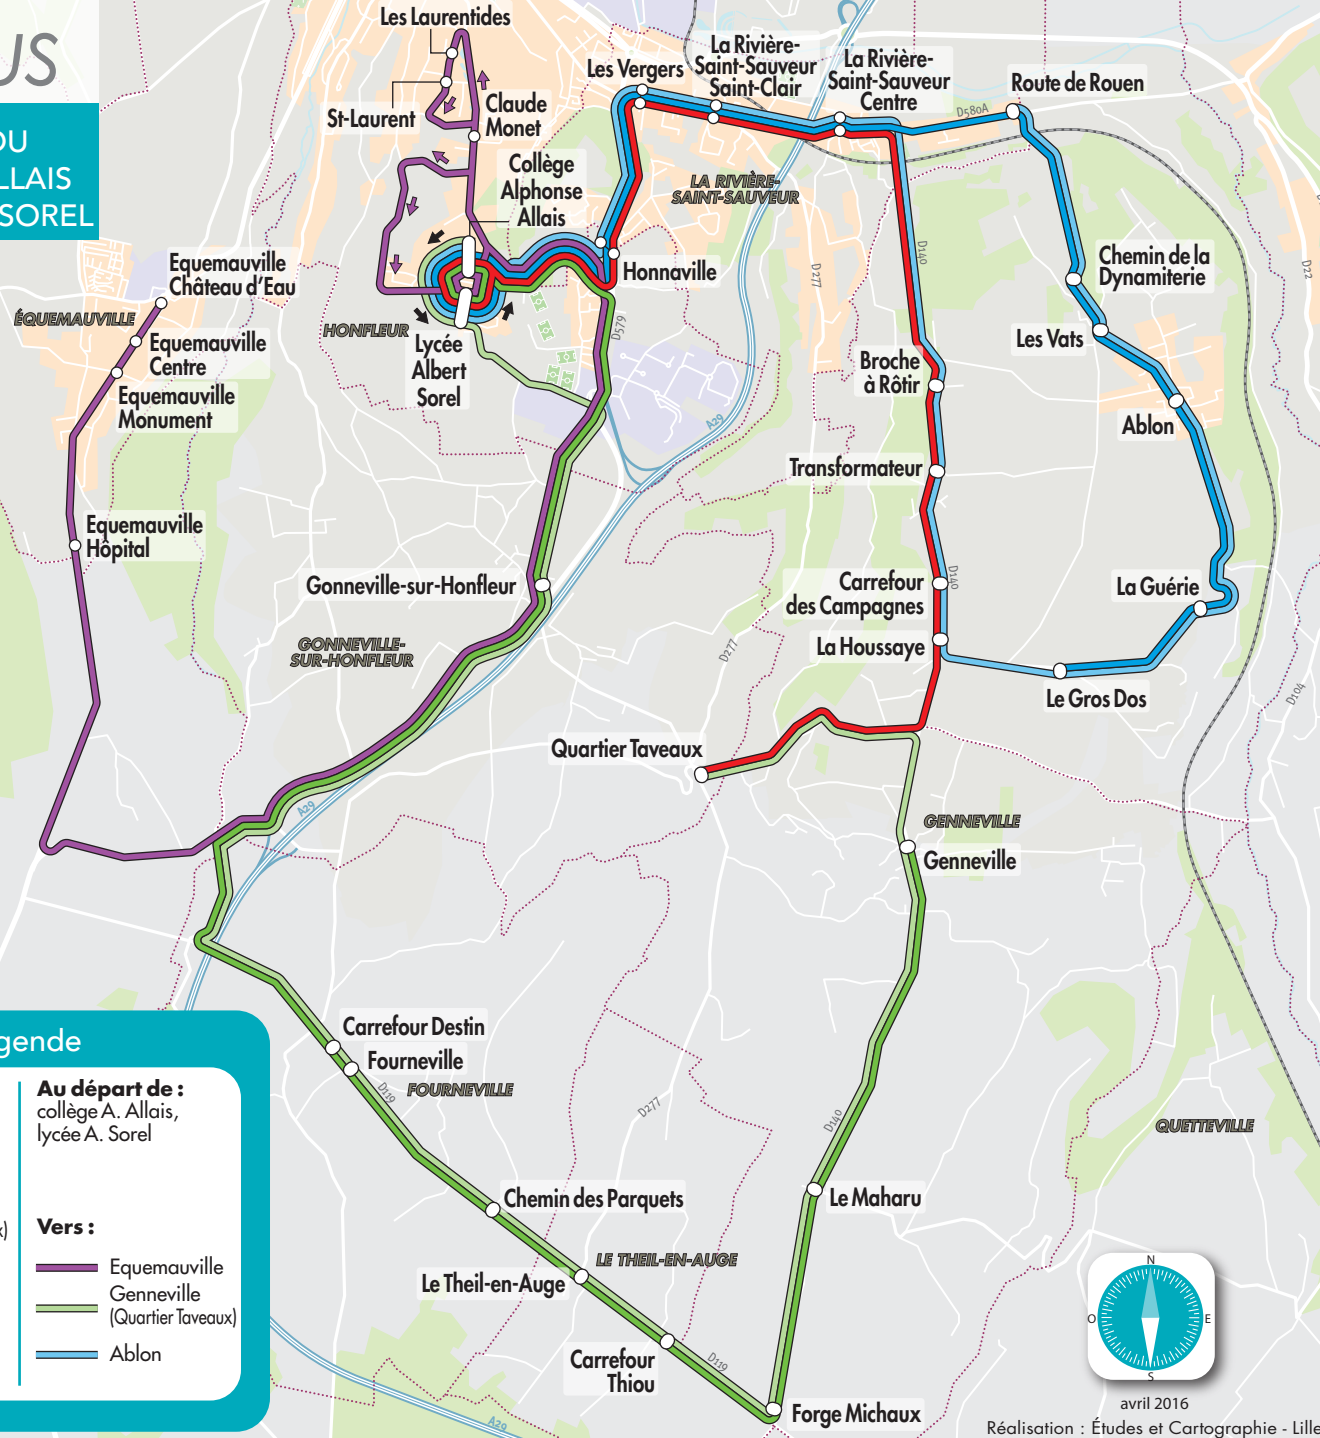 US
DU
LLAIS
SOREL
Les Laurentides
St-Laurent
Claude
Monet
Collège
Alphonse
Allais
Les Vergers
La Rivière-
Saint-Sauveur
Saint-Clair
La Rivière-
Saint-Sauveur
Centre
Route de Rouen
D580A
LA RIVIÈRE-
SAINT-SAUVEUR
Honnaville
D140
D277
D22
Chemin de la
Dynamiterie
Les Vats
Ablon
Equemauville
Château d'Eau
ÉQUEMAUVILLE
Equemauville
Centre
Equemauville
Monument
HONFLEUR
Lycée
Albert
Sorel
D579
A29
Broche
à Rôtir
Transformateur
Equemauville
Hôpital
Gonneville-sur-Honfleur
GONNEVILLE-
SUR-HONFLEUR
Carrefour
des Campagnes
D140
La Guérie
La Houssaye
D277
Le Gros Dos
D104
Quartier Taveaux
A29
GENNEVILLE
Genneville
Carrefour Destin
Fourneville
D119
FOURNEVILLE
D277
D140
QUETTEVILLE
Chemin des Parquets
Le Maharu
LE THEIL-EN-AUGE
Le Theil-en-Auge
Carrefour
Thiou
D119
Forge Michaux
A29
gende
Au départ de :
collège A. Allais,
lycée A. Sorel
x)
Vers :
Equemauville
Genneville
(Quartier Taveaux)
Ablon
N
O
E
S
avril 2016
Réalisation : Études et Cartographie - Lille